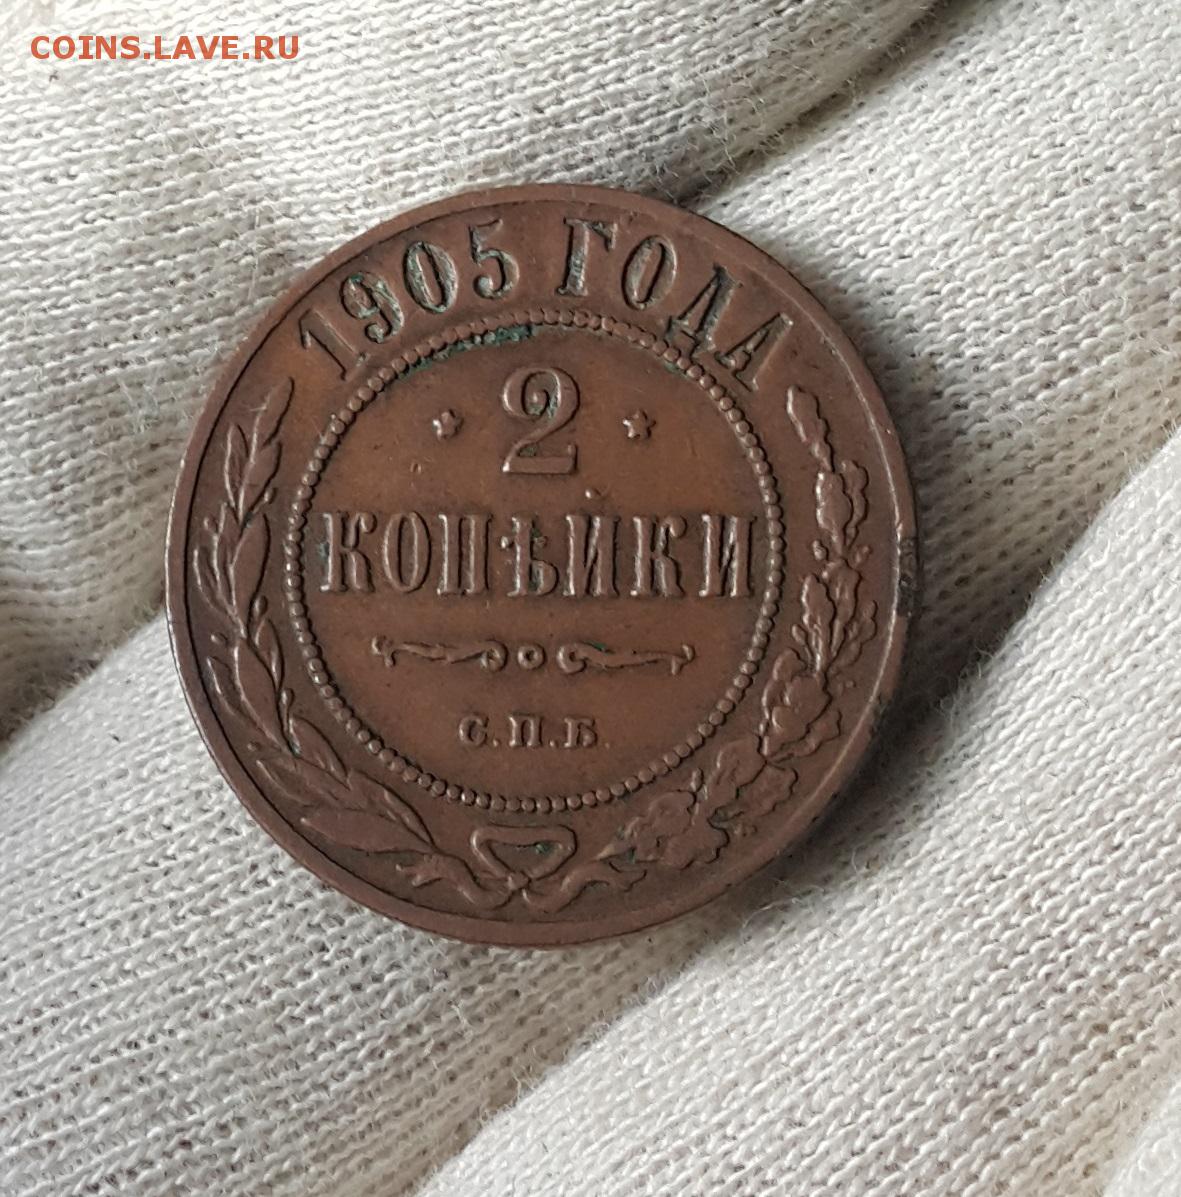 COINS.LAVE.RU
1905 ГОДА
2
КОПѢЙКИ
С.П.Б.